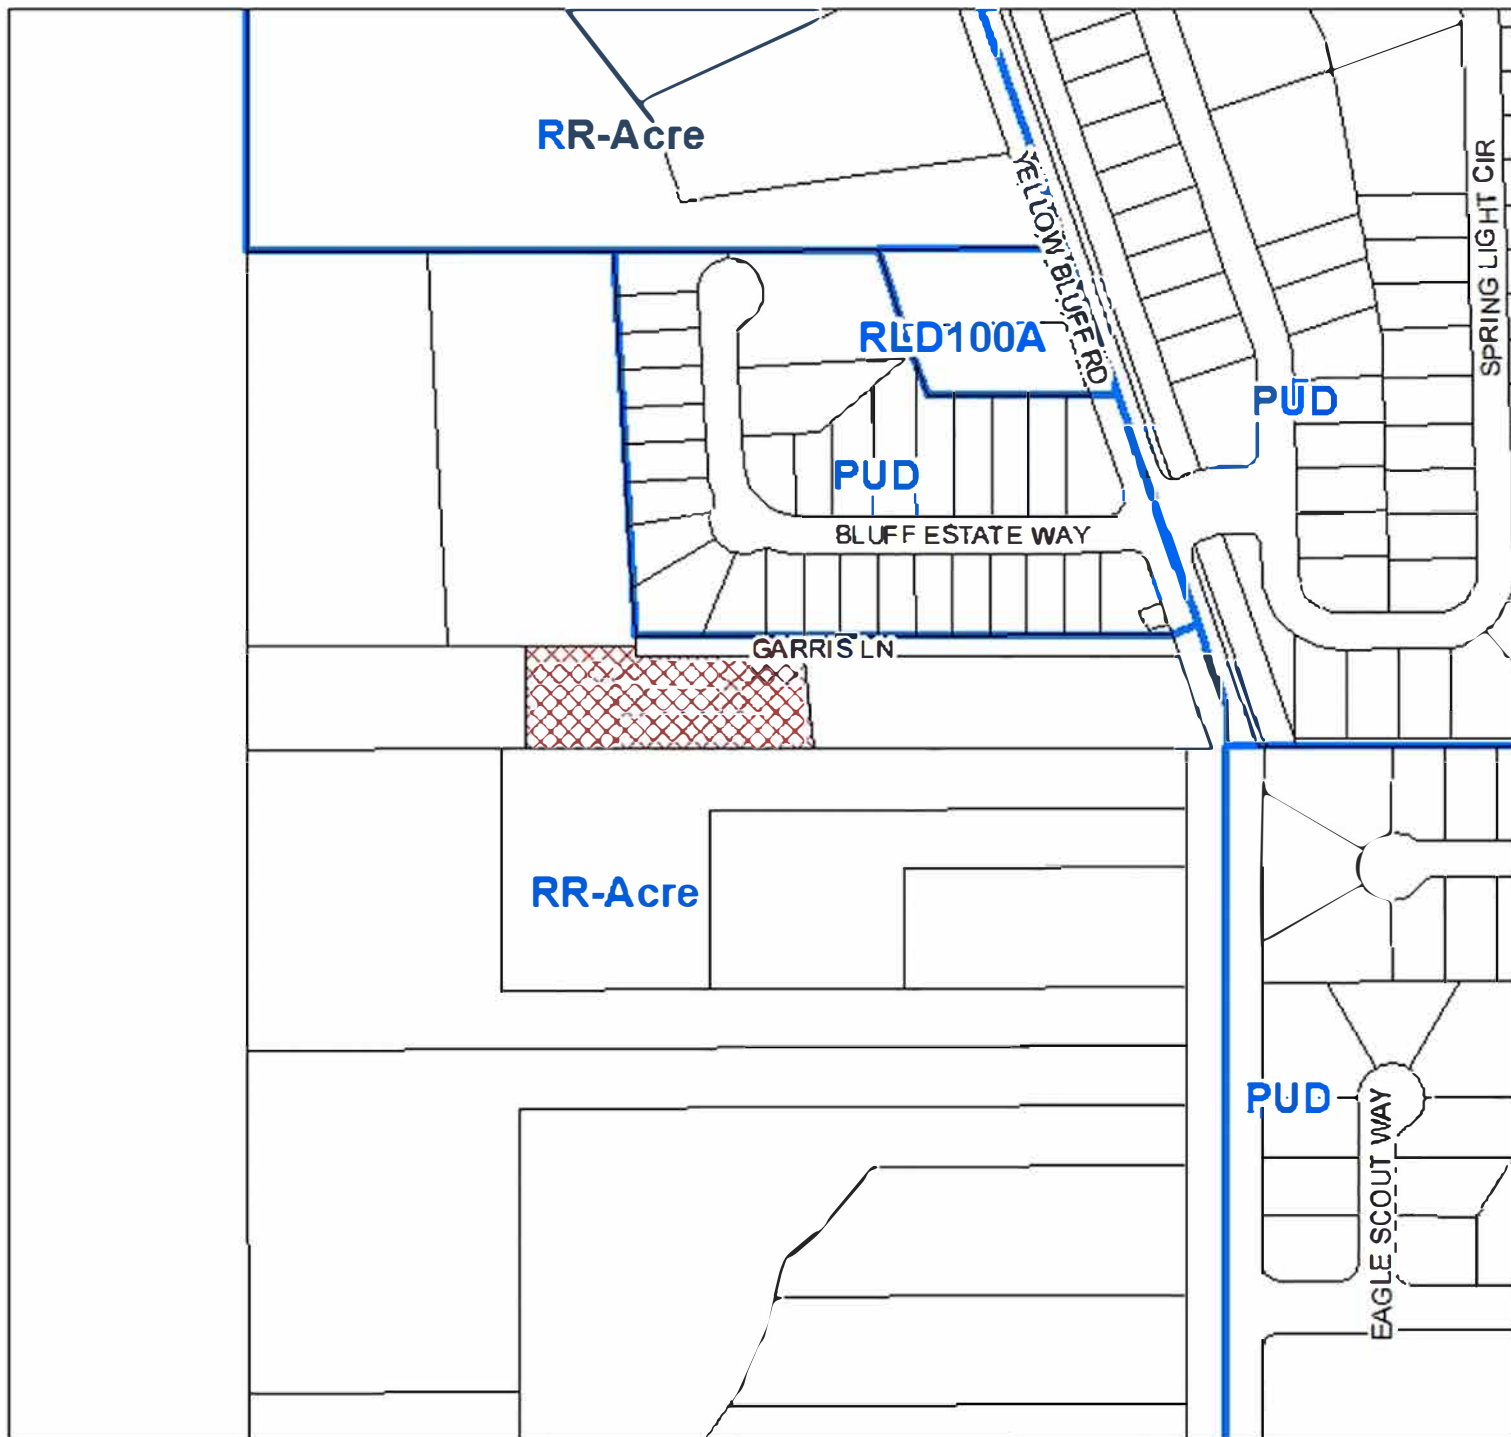 RR-Acre
YELLOW BLUFF RD
SPRING LIGHT CIR
RLD100A
PUD
PUD
BLUFF ESTATE WAY
GARRIS LN
RR-Acre
PUD
EAGLE SCOUT WAY